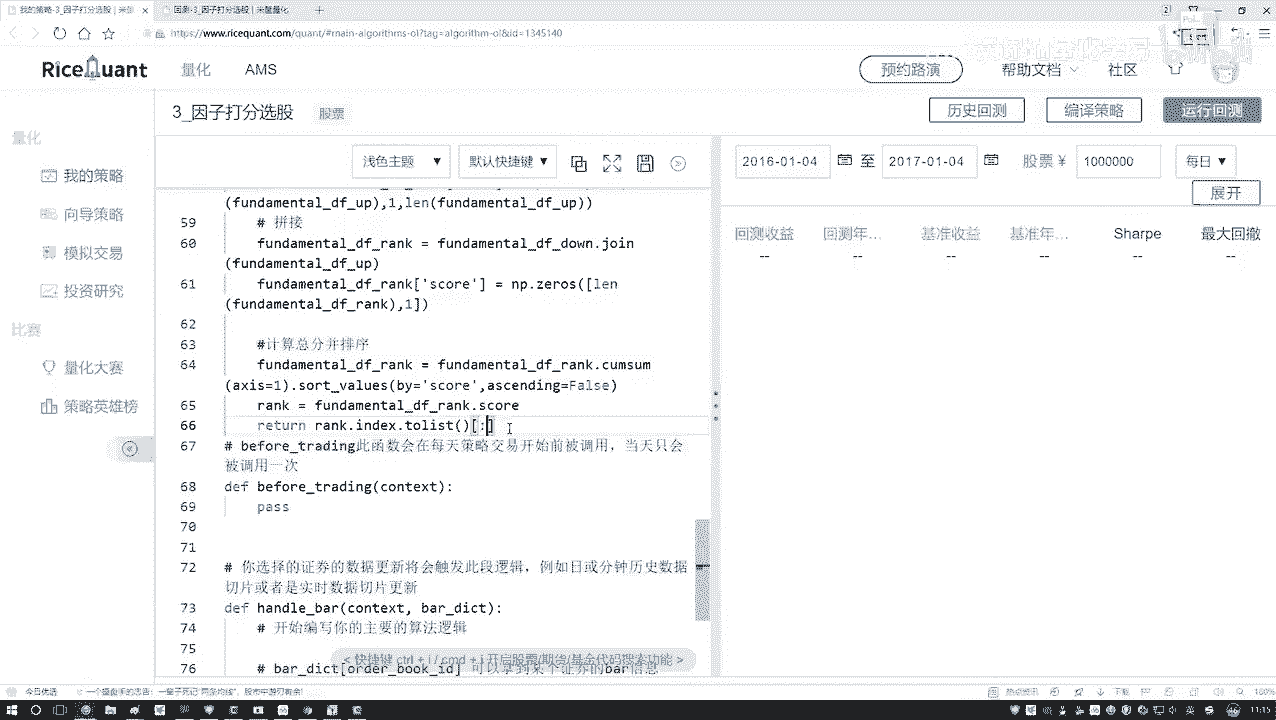 我的策略-3_因子打分选股 | 米筐
回测-3_因子打分选股 | 米筐量化
https://www.ricequant.com/quant/#main-algorithms-ol?tag=algorithm-ol&id=1345140
RiceQuant 量化 AMS 预约路演 帮助文档 社区
3_因子打分选股 股票 历史回测 编译策略 运行回测
量化
我的策略
向导策略
模拟交易
投资研究
比赛
量化大赛
策略英雄榜
浅色主题 默认快捷键
(fundamental_df_up),1,len(fundamental_df_up))
59 # 拼接
60 fundamental_df_rank = fundamental_df_down.join
(fundamental_df_up)
61 fundamental_df_rank['score'] = np.zeros([len
(fundamental_df_rank),1])
62
63 #计算总分并排序
64 fundamental_df_rank = fundamental_df_rank.cumsum
(axis=1).sort_values(by='score',ascending=False)
65 rank = fundamental_df_rank.score
66 return rank.index.tolist()[:]
67 # before_trading此函数会在每天策略交易开始前被调用，当天只会
被调用一次
68 def before_trading(context):
69 pass
70
71
72 # 你选择的证券的数据更新将会触发此段逻辑，例如日或分钟历史数据
切片或者是实时数据切片更新
73 def handle_bar(context, bar_dict):
74 # 开始编写你的主要的算法逻辑
75
76 # bar_dict[order_book_id] 可以拿到某个证券的bar信息
< 快捷键 ctrl + i / cmd + i 开启股票/期货/基金代码搜索功能 >
2016-01-04 至 2017-01-04 股票 ¥ 1000000 每日
展开
回测收益 回测年... 基准收益 基准年... Sharpe 最大回撤
-- -- -- -- -- --
今日优选
100%
11:15